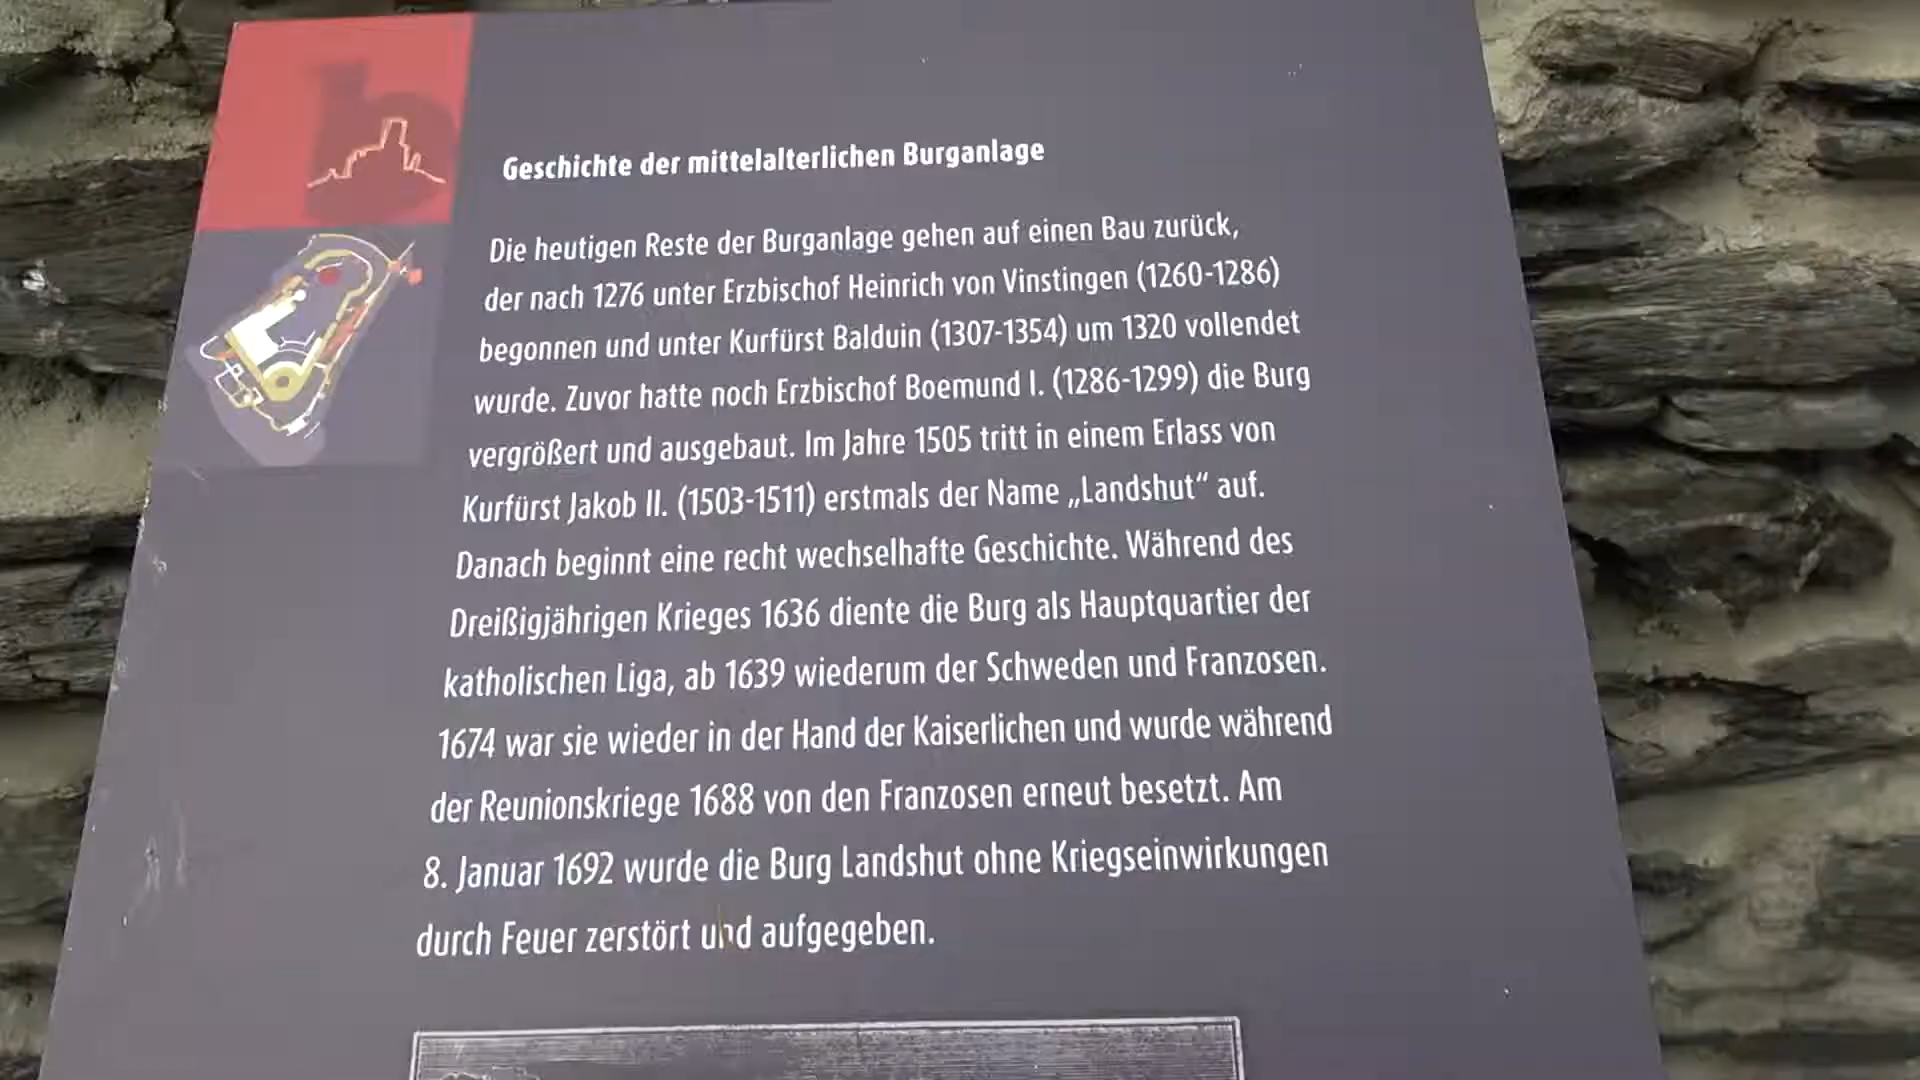 Geschichte der mittelalterlichen Burganlage
Die heutigen Reste der Burganlage gehen auf einen Bau zurück,
der nach 1276 unter Erzbischof Heinrich von Vinstingen (1260-1286)
begonnen und unter Kurfürst Balduin (1307-1354) um 1320 vollendet
wurde. Zuvor hatte noch Erzbischof Boemund I. (1286-1299) die Burg
vergrößert und ausgebaut. Im Jahre 1505 tritt in einem Erlass von
Kurfürst Jakob II. (1503-1511) erstmals der Name „Landshut“ auf.
Danach beginnt eine recht wechselhafte Geschichte. Während des
Dreißigjährigen Krieges 1636 diente die Burg als Hauptquartier der
katholischen Liga, ab 1639 wiederum der Schweden und Franzosen.
1674 war sie wieder in der Hand der Kaiserlichen und wurde während
der Reunionskriege 1688 von den Franzosen erneut besetzt. Am
8. Januar 1692 wurde die Burg Landshut ohne Kriegseinwirkungen
durch Feuer zerstört und aufgegeben.